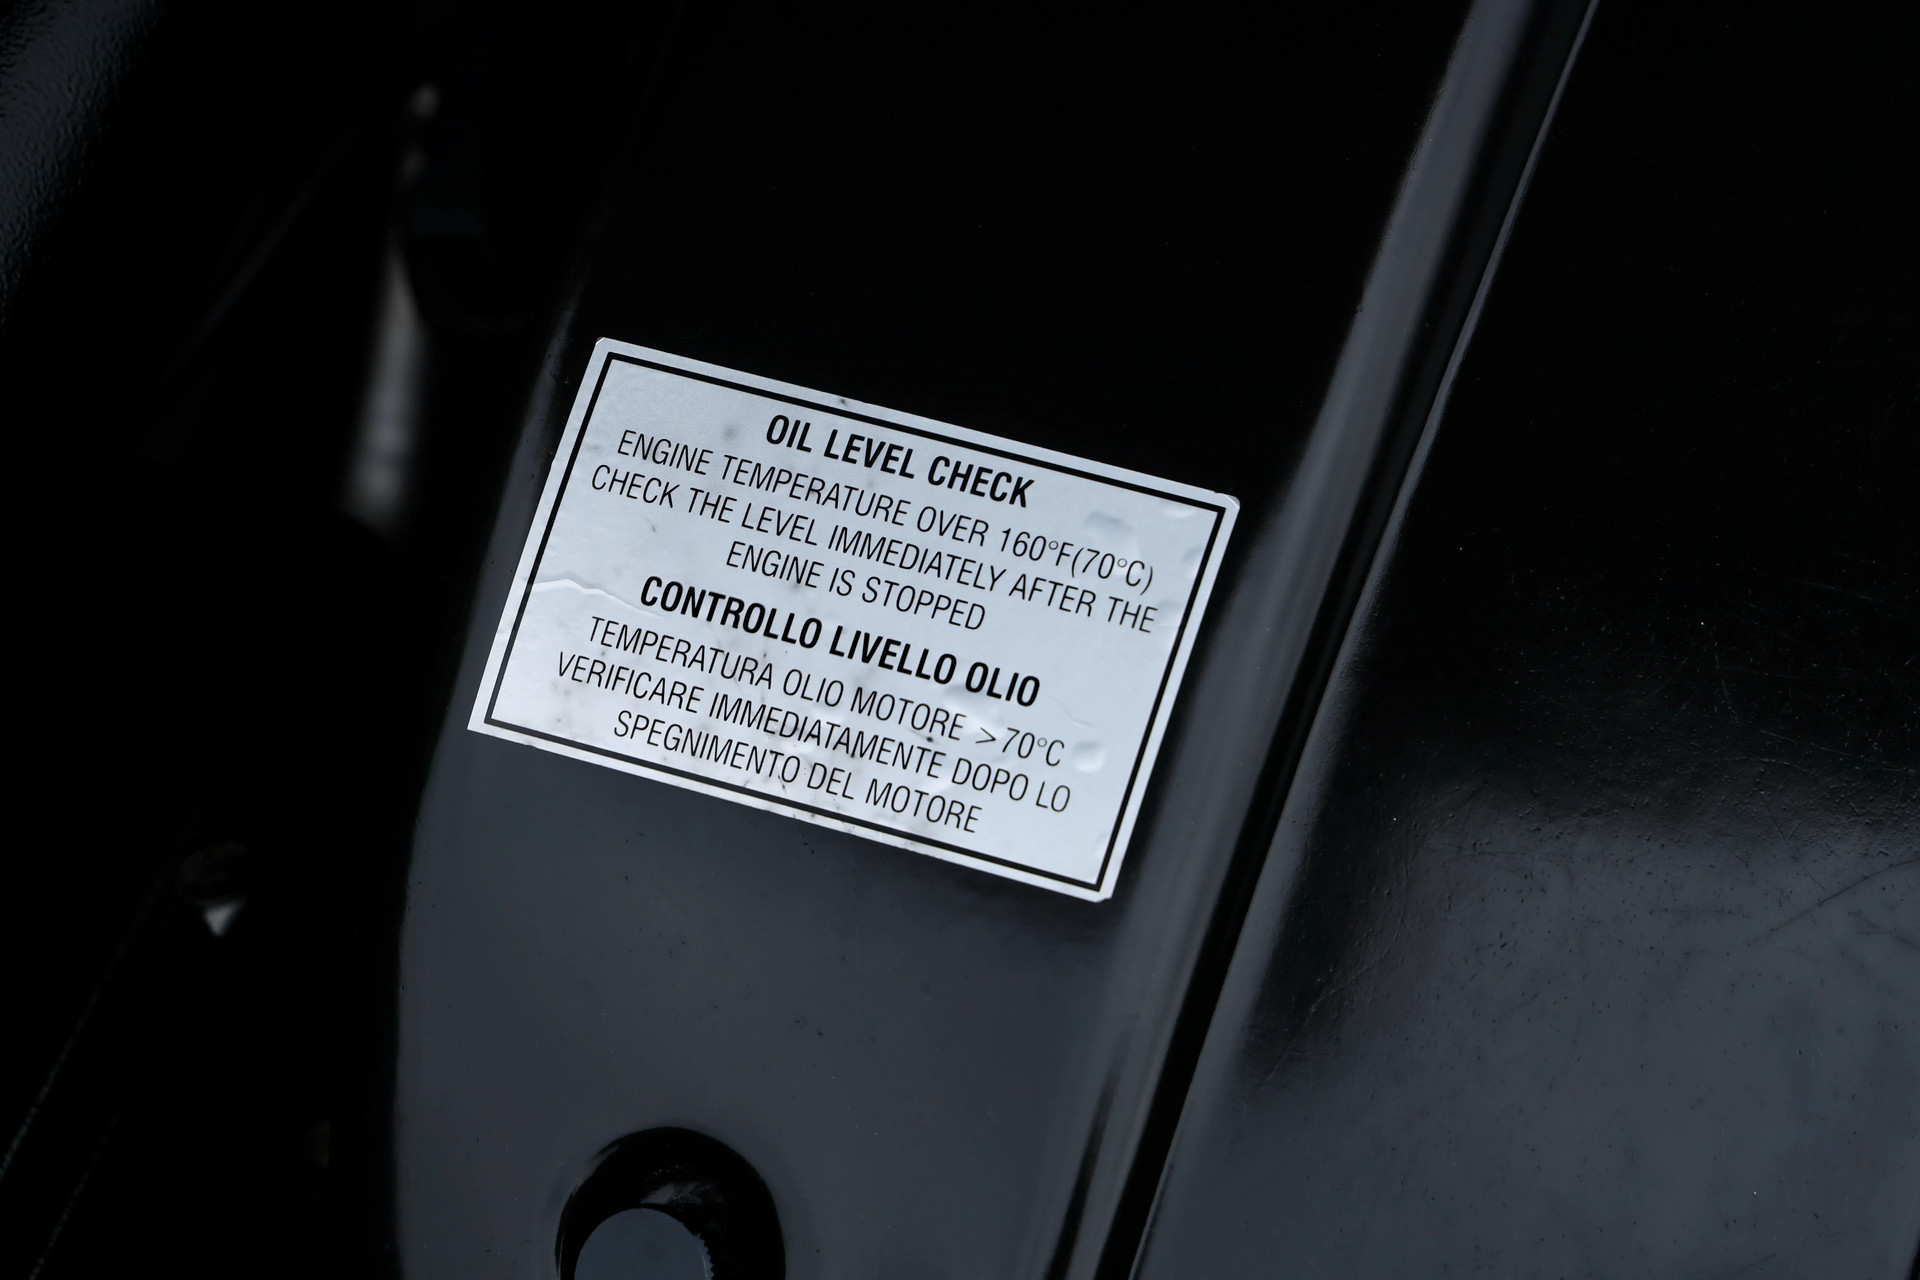 OIL LEVEL CHECK
ENGINE TEMPERATURE OVER 160°F(70°C)
CHECK THE LEVEL IMMEDIATELY AFTER THE
ENGINE IS STOPPED
CONTROLLO LIVELLO OLIO
TEMPERATURA OLIO MOTORE >70°C
VERIFICARE IMMEDIATAMENTE DOPO LO
SPEGNIMENTO DEL MOTORE